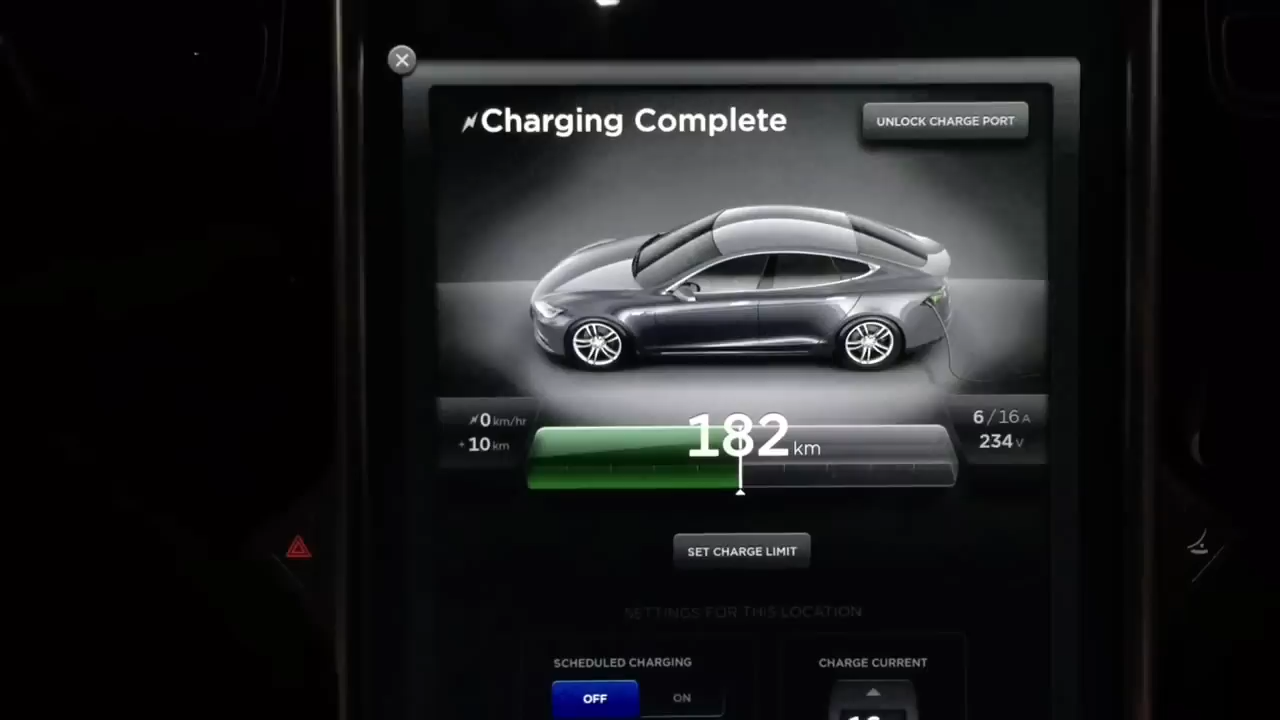 Charging Complete
UNLOCK CHARGE PORT
0 km/hr
+ 10 km
182 km
6/16 A
234 V
SET CHARGE LIMIT
SETTINGS FOR THIS LOCATION
SCHEDULED CHARGING
CHARGE CURRENT
OFF
ON